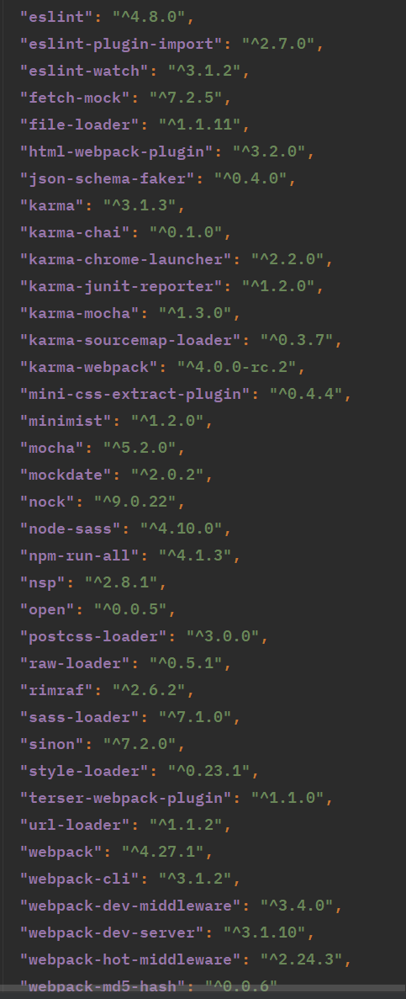 "eslint": "^4.8.0",
"eslint-plugin-import": "^2.7.0",
"eslint-watch": "^3.1.2",
"fetch-mock": "^7.2.5",
"file-loader": "^1.1.11",
"html-webpack-plugin": "^3.2.0",
"json-schema-faker": "^0.4.0",
"karma": "^3.1.3",
"karma-chai": "^0.1.0",
"karma-chrome-launcher": "^2.2.0",
"karma-junit-reporter": "^1.2.0",
"karma-mocha": "^1.3.0",
"karma-sourcemap-loader": "^0.3.7",
"karma-webpack": "^4.0.0-rc.2",
"mini-css-extract-plugin": "^0.4.4",
"minimist": "^1.2.0",
"mocha": "^5.2.0",
"mockdate": "^2.0.2",
"nock": "^9.0.22",
"node-sass": "^4.10.0",
"npm-run-all": "^4.1.3",
"nsp": "^2.8.1",
"open": "^0.0.5",
"postcss-loader": "^3.0.0",
"raw-loader": "^0.5.1",
"rimraf": "^2.6.2",
"sass-loader": "^7.1.0",
"sinon": "^7.2.0",
"style-loader": "^0.23.1",
"terser-webpack-plugin": "^1.1.0",
"url-loader": "^1.1.2",
"webpack": "^4.27.1",
"webpack-cli": "^3.1.2",
"webpack-dev-middleware": "^3.4.0",
"webpack-dev-server": "^3.1.10",
"webpack-hot-middleware": "^2.24.3",
"webpack-md5-hash": "^0.0.6"